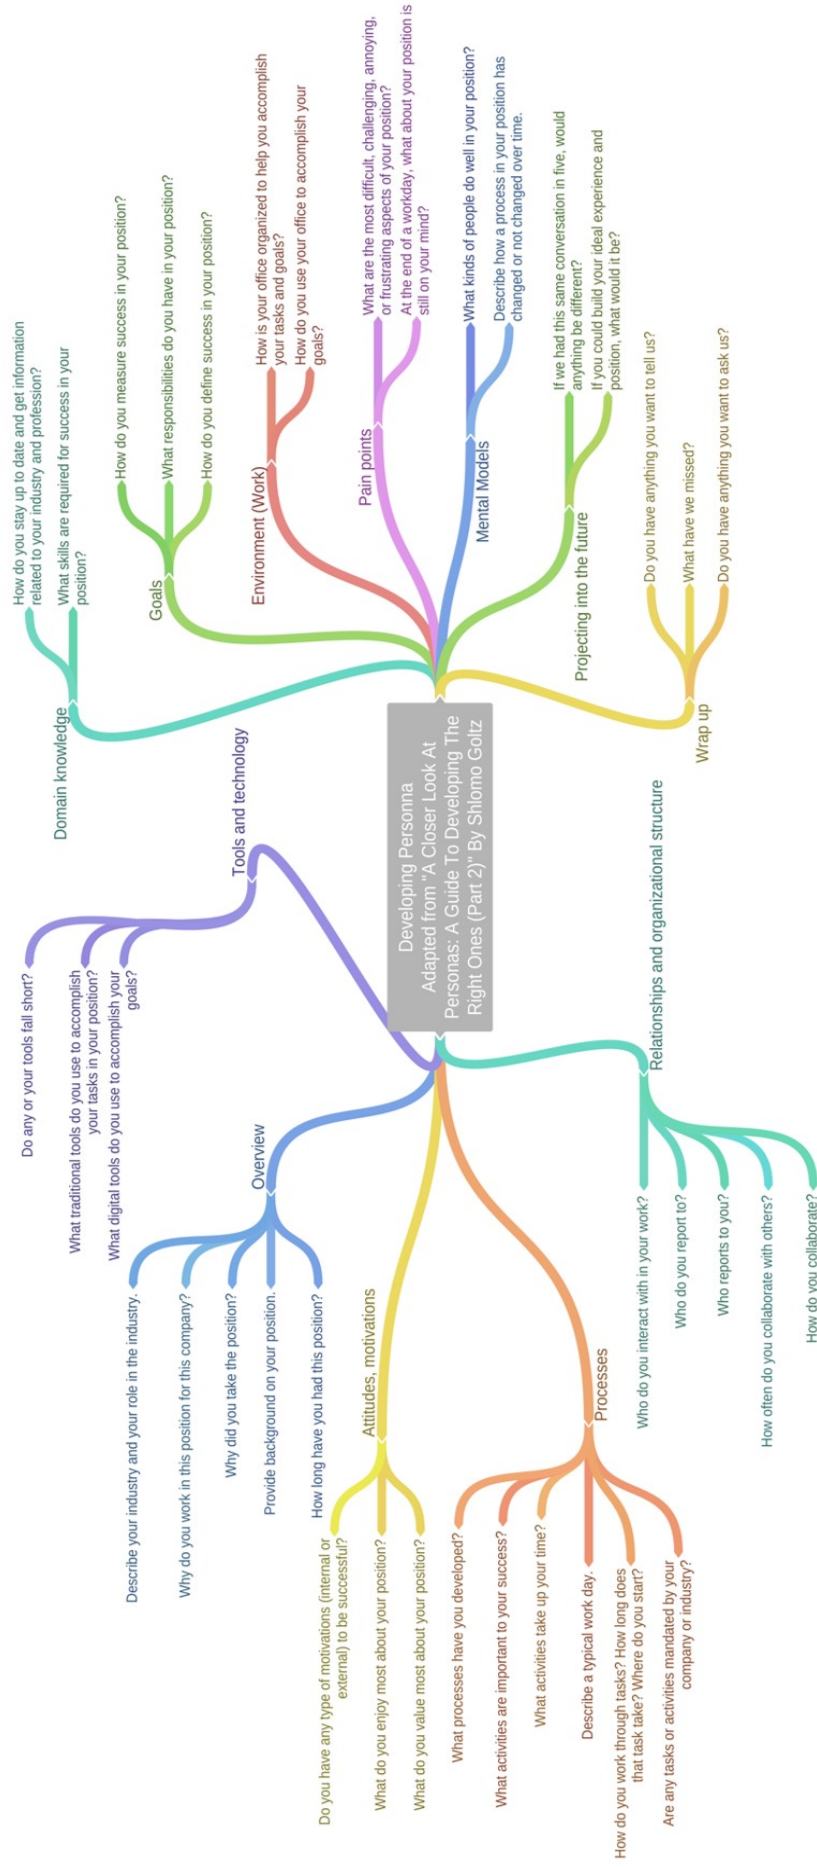 Developing Personna
Adapted from "A Closer Look At
Personas: A Guide To Developing The
Right Ones (Part 2)" By Shlomo Goltz
Tools and technology
Do any or your tools fall short?
What traditional tools do you use to accomplish
your tasks in your position?
What digital tools do you use to accomplish your
goals?
Overview
Describe your industry and your role in the industry.
Why do you work in this position for this company?
Why did you take the position?
Provide background on your position.
How long have you had this position?
Attitudes, motivations
Do you have any type of motivations (internal or
external) to be successful?
What do you enjoy most about your position?
What do you value most about your position?
Processes
What processes have you developed?
What activities are important to your success?
What activities take up your time?
Describe a typical work day.
How do you work through tasks? How long does
that task take? Where do you start?
Are any tasks or activities mandated by your
company or industry?
Relationships and organizational structure
Who do you interact with in your work?
Who do you report to?
Who reports to you?
How often do you collaborate with others?
How do you collaborate?
Domain knowledge
How do you stay up to date and get information
related to your industry and profession?
What skills are required for success in your
position?
Goals
How do you measure success in your position?
What responsibilities do you have in your position?
How do you define success in your position?
Environment (Work)
How is your office organized to help you accomplish
your tasks and goals?
How do you use your office to accomplish your
goals?
Pain points
What are the most difficult, challenging, annoying,
or frustrating aspects of your position?
At the end of a workday, what about your position is
still on your mind?
Mental Models
What kinds of people do well in your position?
Describe how a process in your position has
changed or not changed over time.
Projecting into the future
If we had this same conversation in five, would
anything be different?
If you could build your ideal experience and
position, what would it be?
Wrap up
Do you have anything you want to tell us?
What have we missed?
Do you have anything you want to ask us?